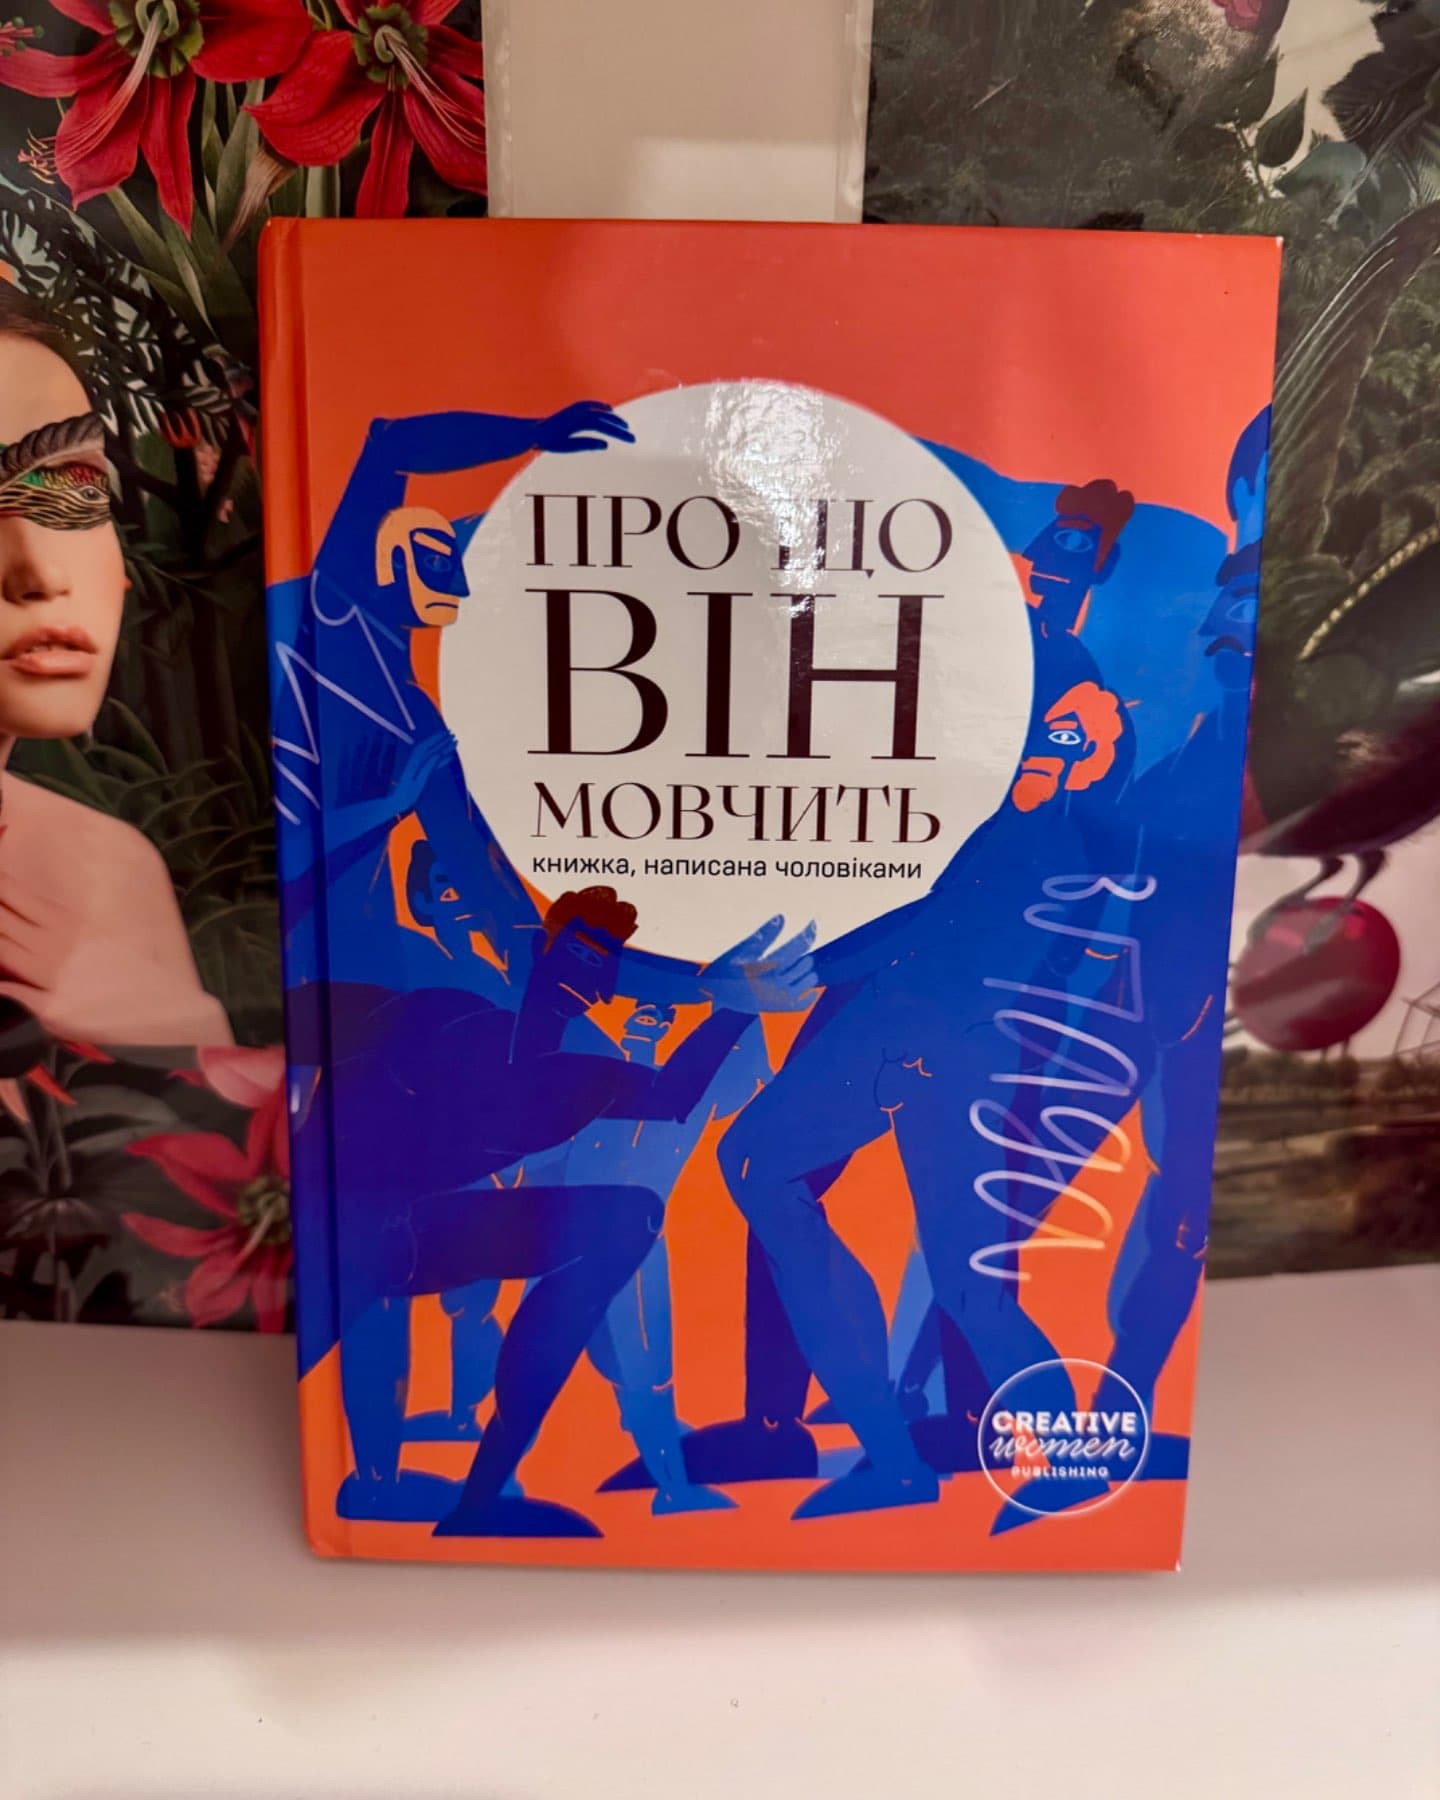 ПРО ЩО
ВІН
МОВЧИТЬ
книжка, написана чоловіками
влада
CREATIVE
women
PUBLISHING